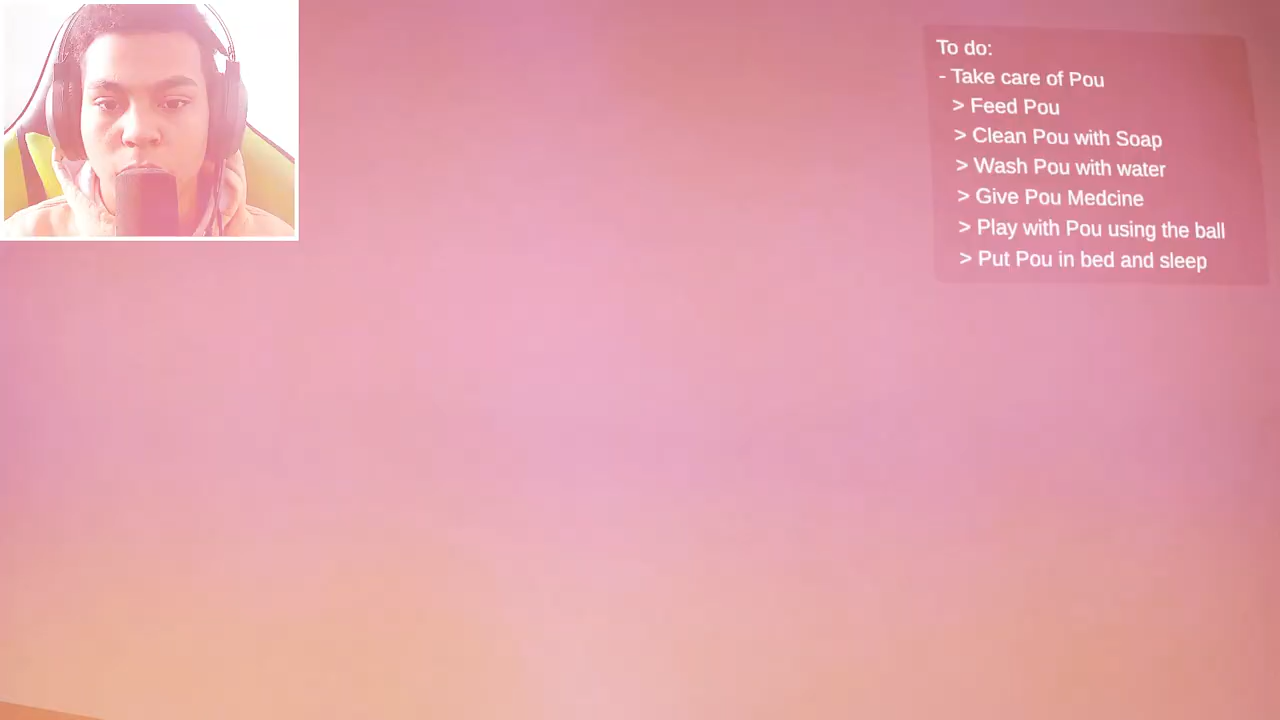 To do:
- Take care of Pou
> Feed Pou
> Clean Pou with Soap
> Wash Pou with water
> Give Pou Medcine
> Play with Pou using the ball
> Put Pou in bed and sleep